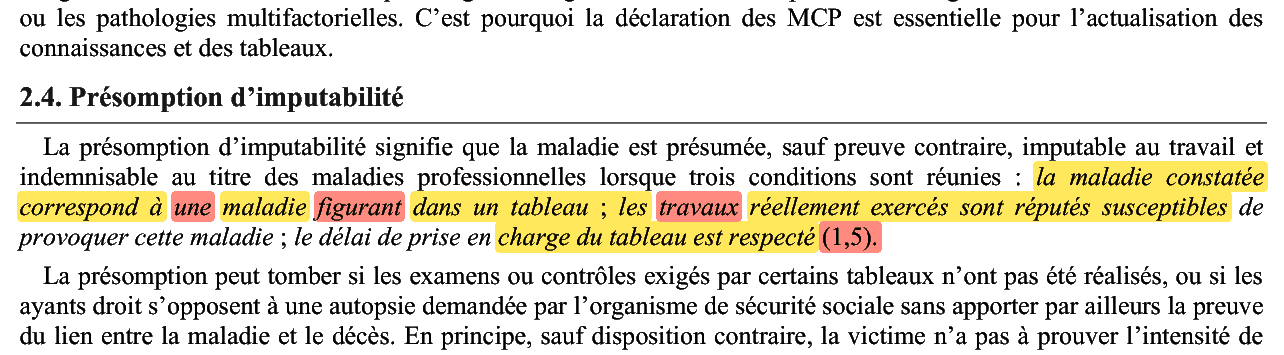 ou les pathologies multifactorielles. C’est pourquoi la déclaration des MCP est essentielle pour l’actualisation des
connaissances et des tableaux.
2.4. Présomption d’imputabilité
La présomption d’imputabilité signifie que la maladie est présumée, sauf preuve contraire, imputable au travail et
indemnisable au titre des maladies professionnelles lorsque trois conditions sont réunies : la maladie constatée
correspond à une maladie figurant dans un tableau ; les travaux réellement exercés sont réputés susceptibles de
provoquer cette maladie ; le délai de prise en charge du tableau est respecté (1,5).
La présomption peut tomber si les examens ou contrôles exigés par certains tableaux n’ont pas été réalisés, ou si les
ayants droit s’opposent à une autopsie demandée par l’organisme de sécurité sociale sans apporter par ailleurs la preuve
du lien entre la maladie et le décès. En principe, sauf disposition contraire, la victime n’a pas à prouver l’intensité de